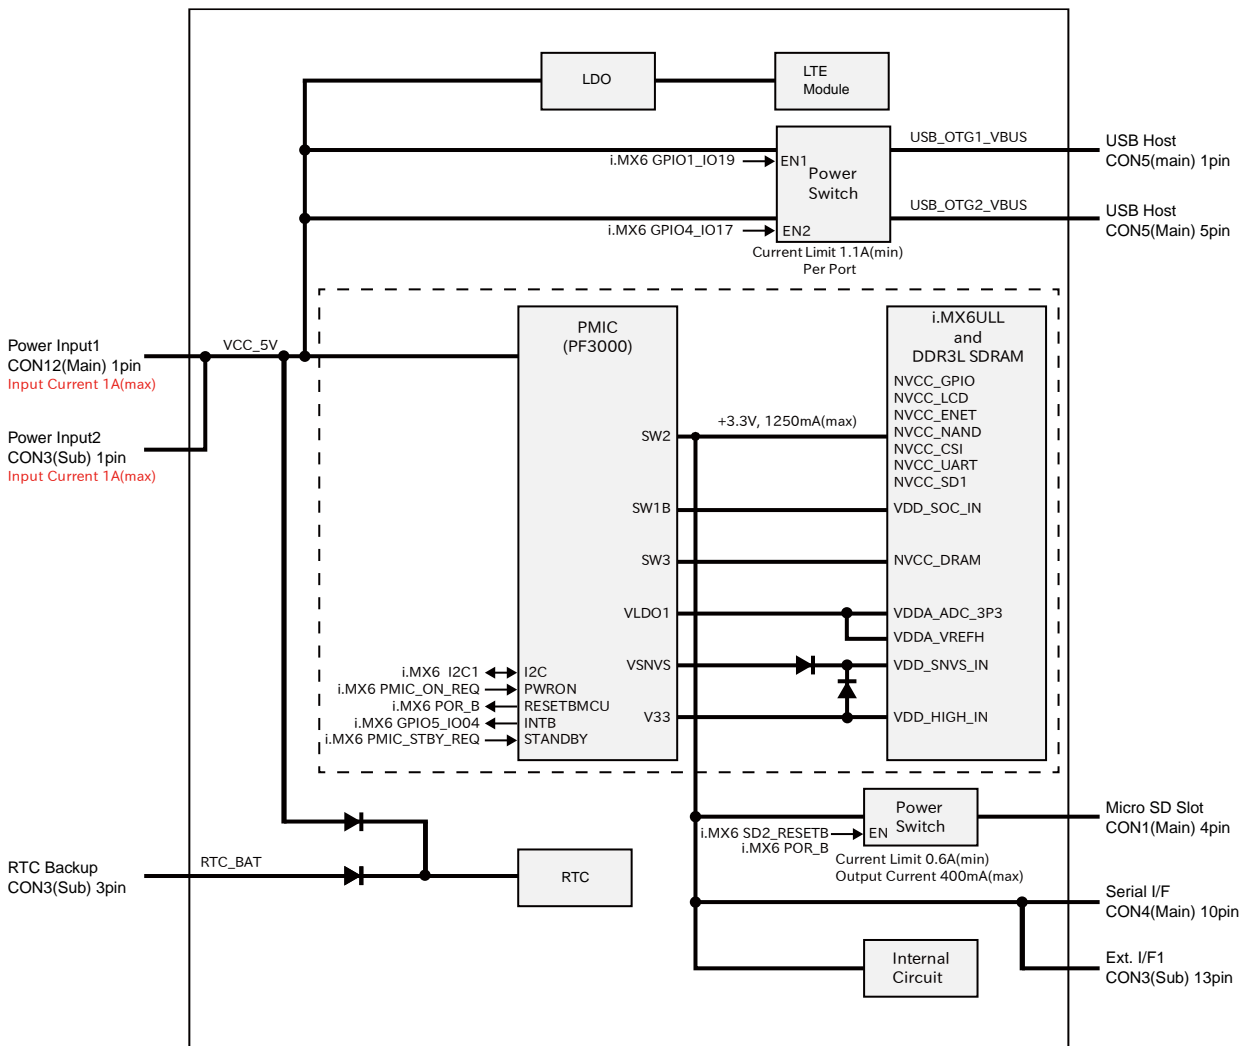 LDO
LTE
Module
USB_OTG1_VBUS
USB Host
CON5(main) 1pin
i.MX6 GPIO1_IO19
EN1
Power
Switch
USB_OTG2_VBUS
USB Host
CON5(Main) 5pin
i.MX6 GPIO4_IO17
EN2
Current Limit 1.1A(min)
Per Port
Power Input1
CON12(Main) 1pin
Input Current 1A(max)
VCC_5V
Power Input2
CON3(Sub) 1pin
Input Current 1A(max)
PMIC
(PF3000)
i.MX6ULL
and
DDR3L SDRAM
NVCC_GPIO
NVCC_LCD
NVCC_ENET
NVCC_NAND
NVCC_CSI
NVCC_UART
NVCC_SD1
SW2
+3.3V, 1250mA(max)
SW1B
VDD_SOC_IN
SW3
NVCC_DRAM
VLDO1
VDDA_ADC_3P3
VDDA_VREFH
VSNVS
VDD_SNVS_IN
V33
VDD_HIGH_IN
i.MX6 I2C1
I2C
i.MX6 PMIC_ON_REQ
PWRON
i.MX6 POR_B
RESETBMCU
i.MX6 GPIO5_IO04
INTB
i.MX6 PMIC_STBY_REQ
STANDBY
Power
Switch
Micro SD Slot
CON1(Main) 4pin
i.MX6 SD2_RESETB
EN
i.MX6 POR_B
Current Limit 0.6A(min)
Output Current 400mA(max)
RTC Backup
CON3(Sub) 3pin
RTC_BAT
RTC
Serial I/F
CON4(Main) 10pin
Internal
Circuit
Ext. I/F1
CON3(Sub) 13pin